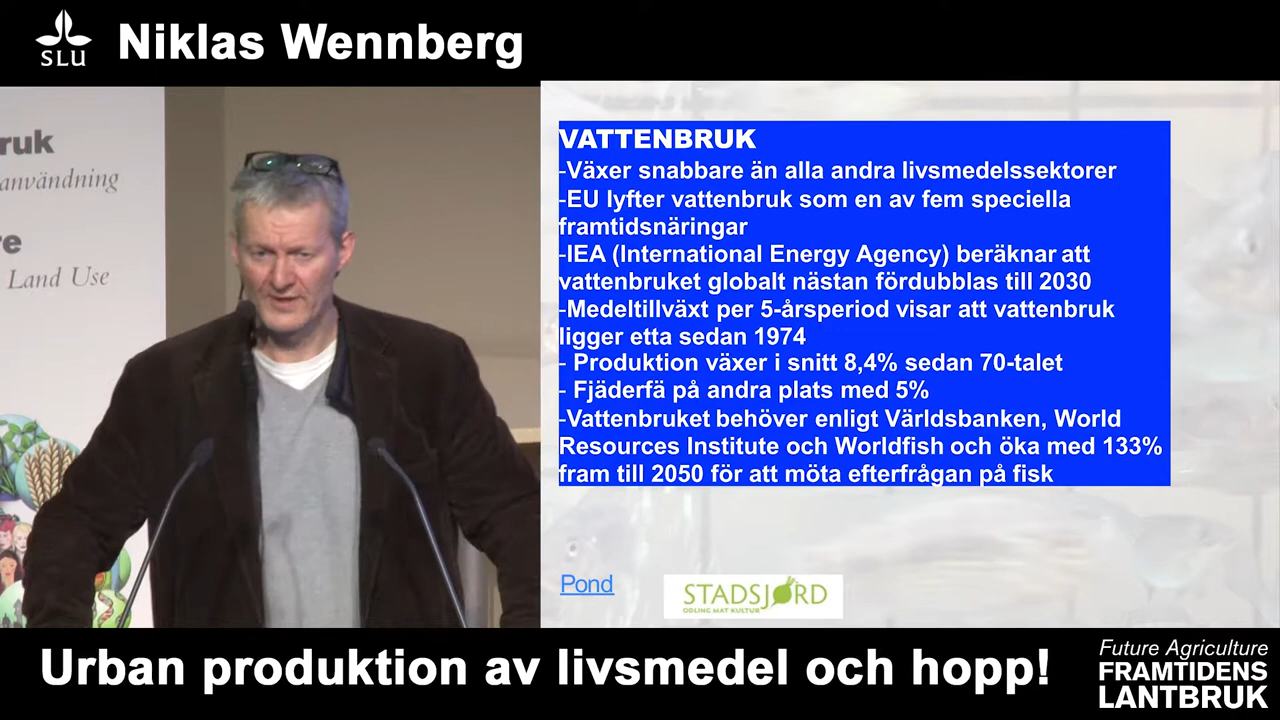 SLU
Niklas Wennberg
ruk
användning
re
Land Use
VATTENBRUK
-Växer snabbare än alla andra livsmedelssektorer
-EU lyfter vattenbruk som en av fem speciella
framtidsnäringar
-IEA (International Energy Agency) beräknar att
vattenbruket globalt nästan fördubblas till 2030
-Medeltillväxt per 5-årsperiod visar att vattenbruk
ligger etta sedan 1974
- Produktion växer i snitt 8,4% sedan 70-talet
- Fjäderfä på andra plats med 5%
-Vattenbruket behöver enligt Världsbanken, World
Resources Institute och Worldfish och öka med 133%
fram till 2050 för att möta efterfrågan på fisk
Pond
STADSJORD
ODLING MAT KULTUR
Urban produktion av livsmedel och hopp!
Future Agriculture
FRAMTIDENS
LANTBRUK